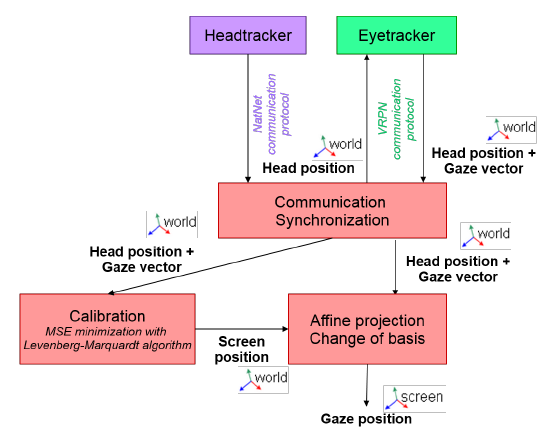 Headtracker
Eyetracker
NatNet
communication
protocol
VRPN
communication
protocol
world
Head position
world
Head position +
Gaze vector
Communication
Synchronization
world
Head position +
Gaze vector
world
Head position +
Gaze vector
Calibration
MSE minimization with
Levenberg-Marquardt algorithm
Screen
position
world
Affine projection
Change of basis
screen
Gaze position